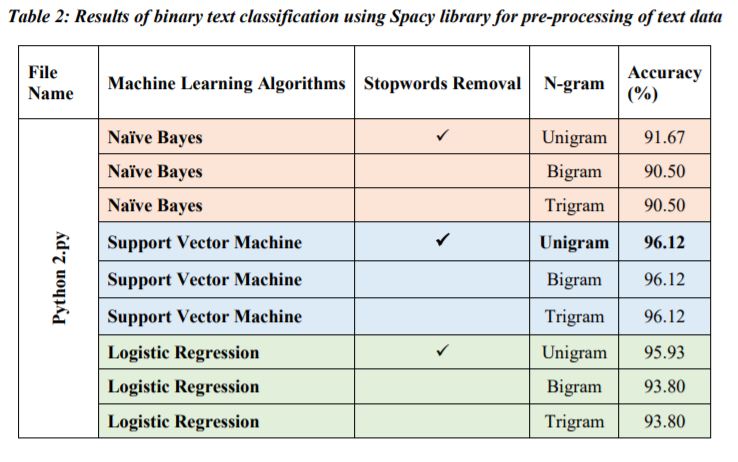 Table 2: Results of binary text classification using Spacy library for pre-processing of text data
File Name Machine Learning Algorithms Stopwords Removal N-gram Accuracy (%)
Python 2.py
Naïve Bayes ✓ Unigram 91.67
Naïve Bayes Bigram 90.50
Naïve Bayes Trigram 90.50
Support Vector Machine ✓ Unigram 96.12
Support Vector Machine Bigram 96.12
Support Vector Machine Trigram 96.12
Logistic Regression ✓ Unigram 95.93
Logistic Regression Bigram 93.80
Logistic Regression Trigram 93.80